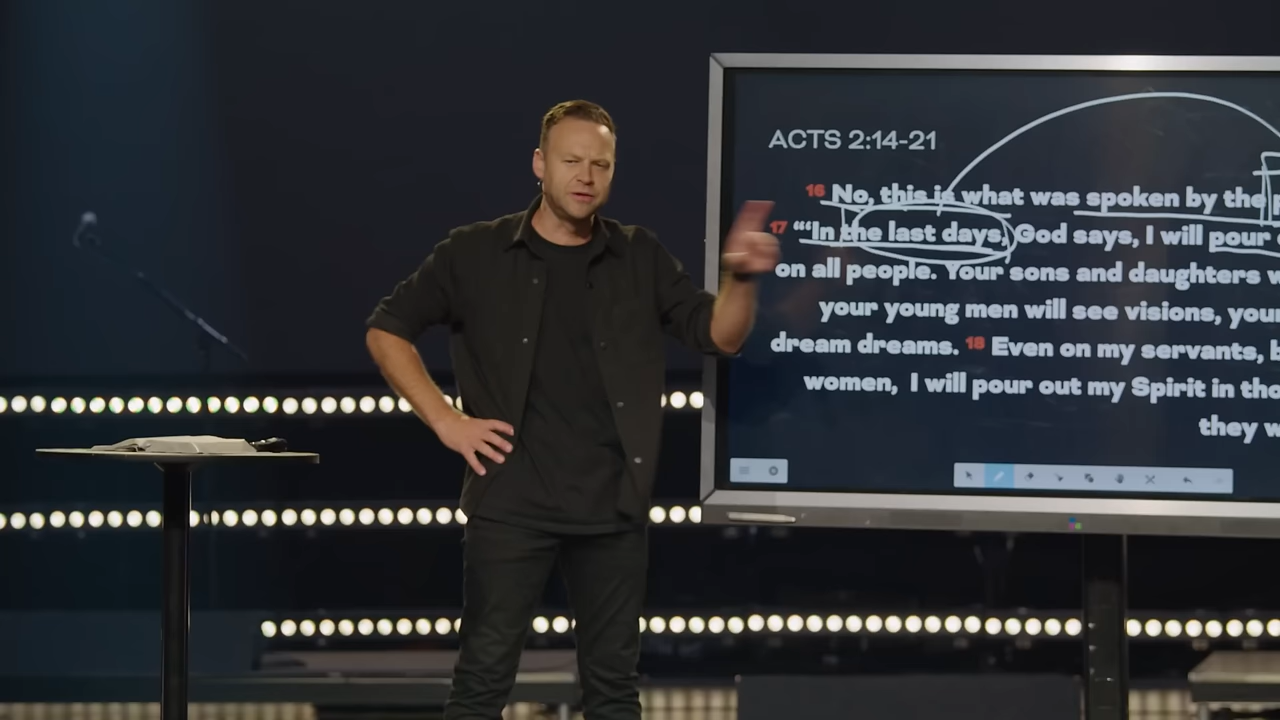 ACTS 2:14-21
16 No, this is what was spoken by the
17 “‘In the last days, God says, I will pour
on all people. Your sons and daughters
your young men will see visions, your
dream dreams. 18 Even on my servants,
women, I will pour out my Spirit in
they